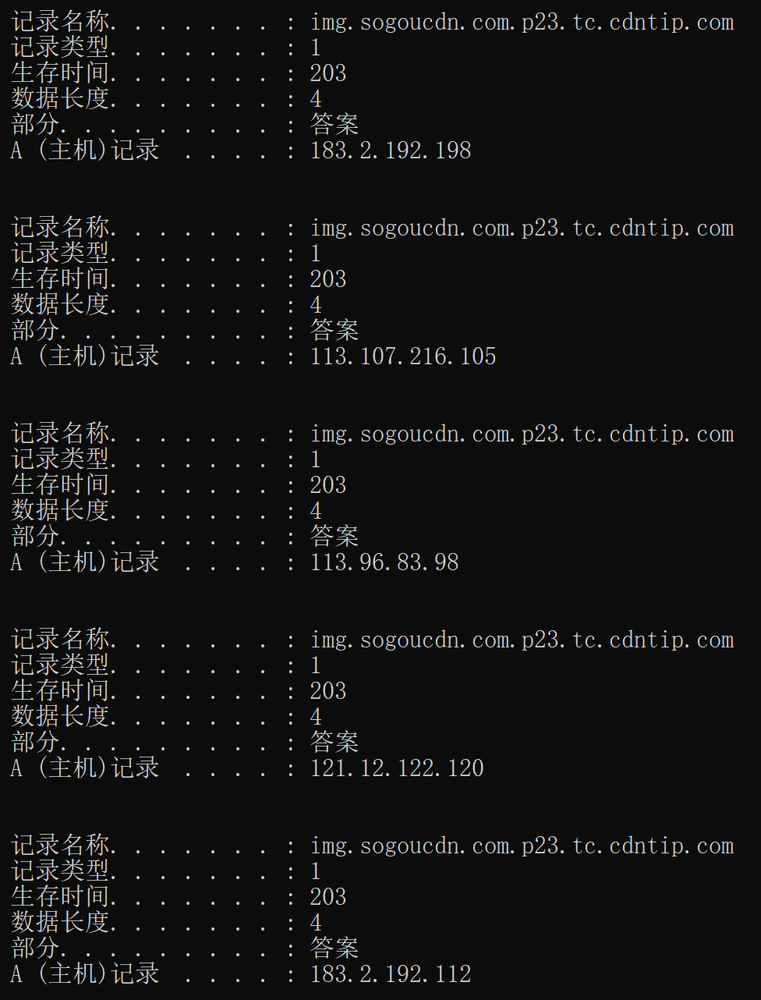 记录名称. . . . . . . : img.sogoucdn.com.p23.tc.cdntip.com
记录类型. . . . . . . : 1
生存时间. . . . . . . : 203
数据长度. . . . . . . : 4
部分. . . . . . . . . : 答案
A (主机)记录  . . . . : 183.2.192.198
记录名称. . . . . . . : img.sogoucdn.com.p23.tc.cdntip.com
记录类型. . . . . . . : 1
生存时间. . . . . . . : 203
数据长度. . . . . . . : 4
部分. . . . . . . . . : 答案
A (主机)记录  . . . . : 113.107.216.105
记录名称. . . . . . . : img.sogoucdn.com.p23.tc.cdntip.com
记录类型. . . . . . . : 1
生存时间. . . . . . . : 203
数据长度. . . . . . . : 4
部分. . . . . . . . . : 答案
A (主机)记录  . . . . : 113.96.83.98
记录名称. . . . . . . : img.sogoucdn.com.p23.tc.cdntip.com
记录类型. . . . . . . : 1
生存时间. . . . . . . : 203
数据长度. . . . . . . : 4
部分. . . . . . . . . : 答案
A (主机)记录  . . . . : 121.12.122.120
记录名称. . . . . . . : img.sogoucdn.com.p23.tc.cdntip.com
记录类型. . . . . . . : 1
生存时间. . . . . . . : 203
数据长度. . . . . . . : 4
部分. . . . . . . . . : 答案
A (主机)记录  . . . . : 183.2.192.112